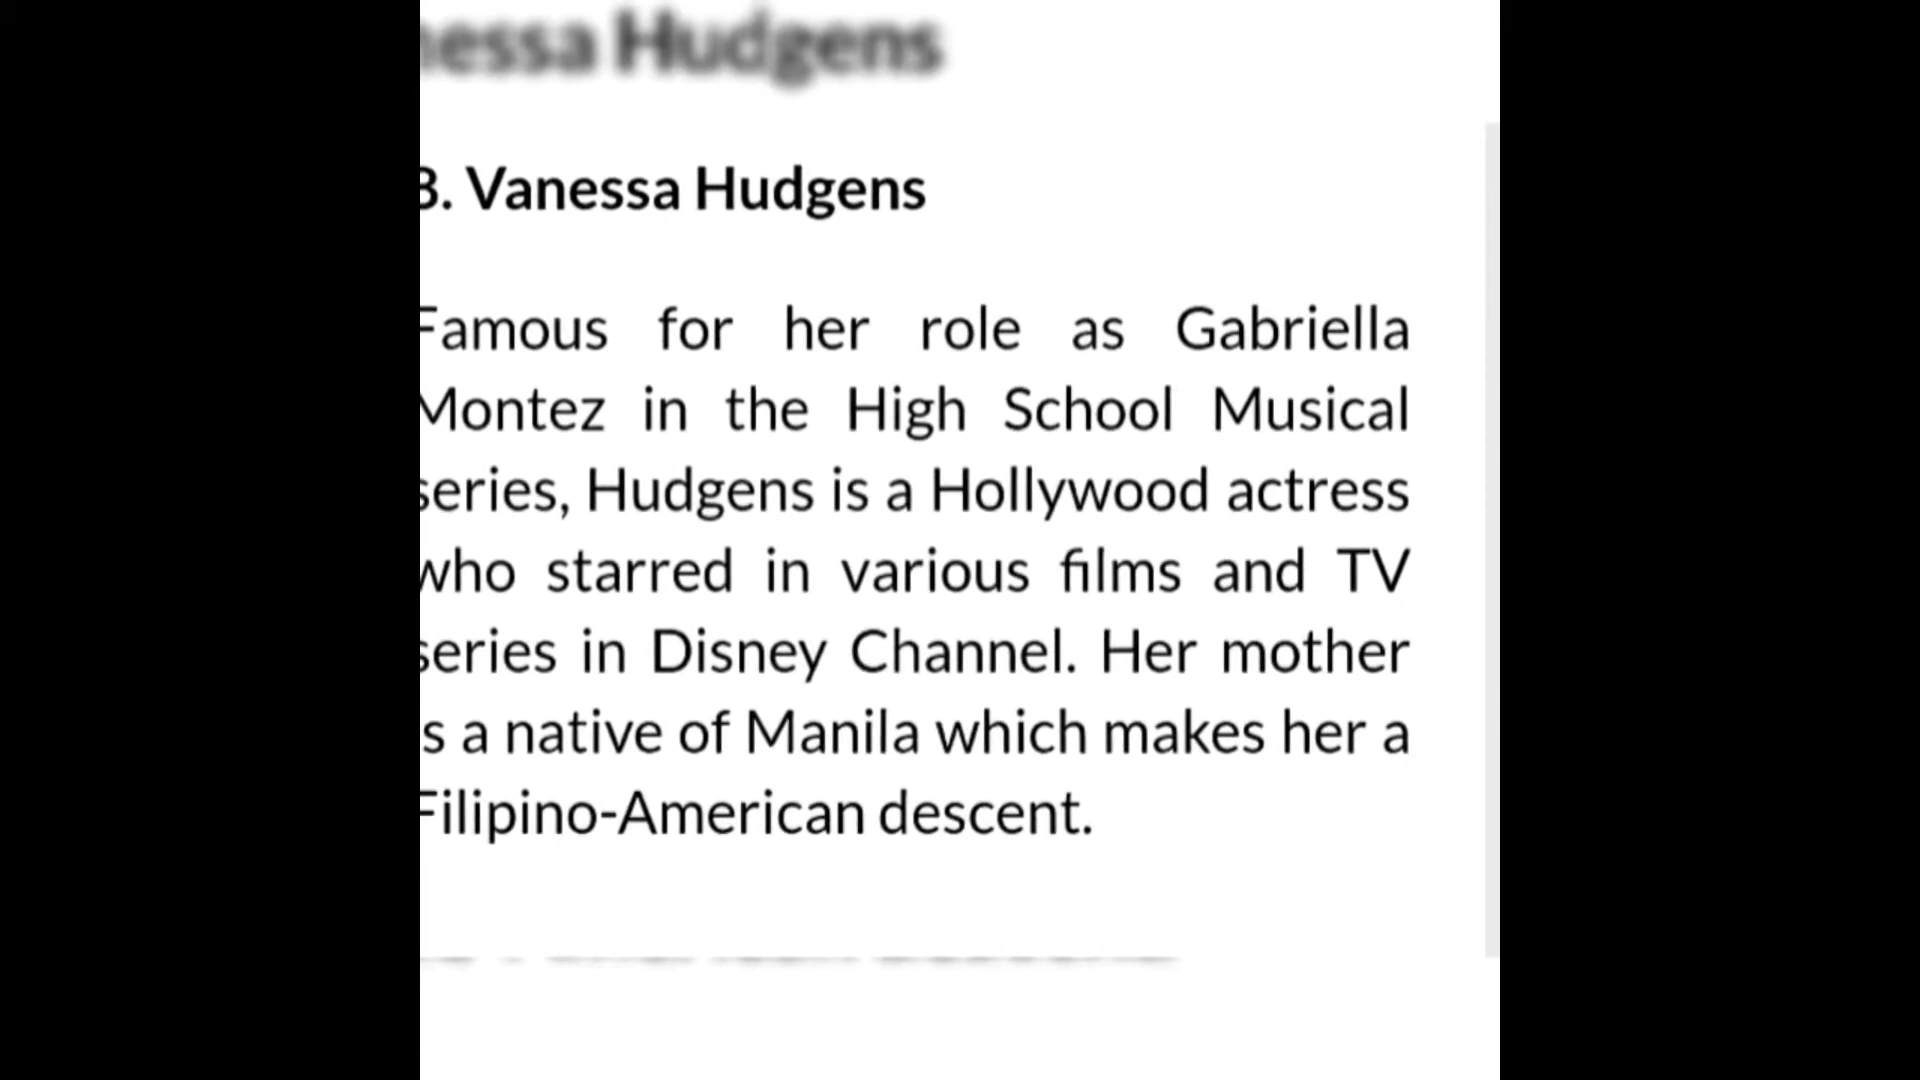 nessa Hudgens
3. Vanessa Hudgens
Famous for her role as Gabriella
Montez in the High School Musical
series, Hudgens is a Hollywood actress
who starred in various films and TV
series in Disney Channel. Her mother
is a native of Manila which makes her a
Filipino-American descent.